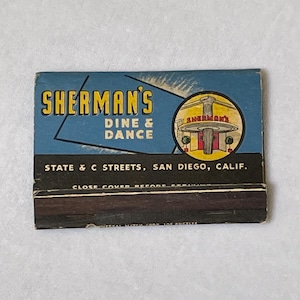 SHERMAN'S
DINE &
DANCE
SHERMAN'S
STATE & C STREETS, SAN DIEGO, CALIF.
CLOSE COVER BEFORE